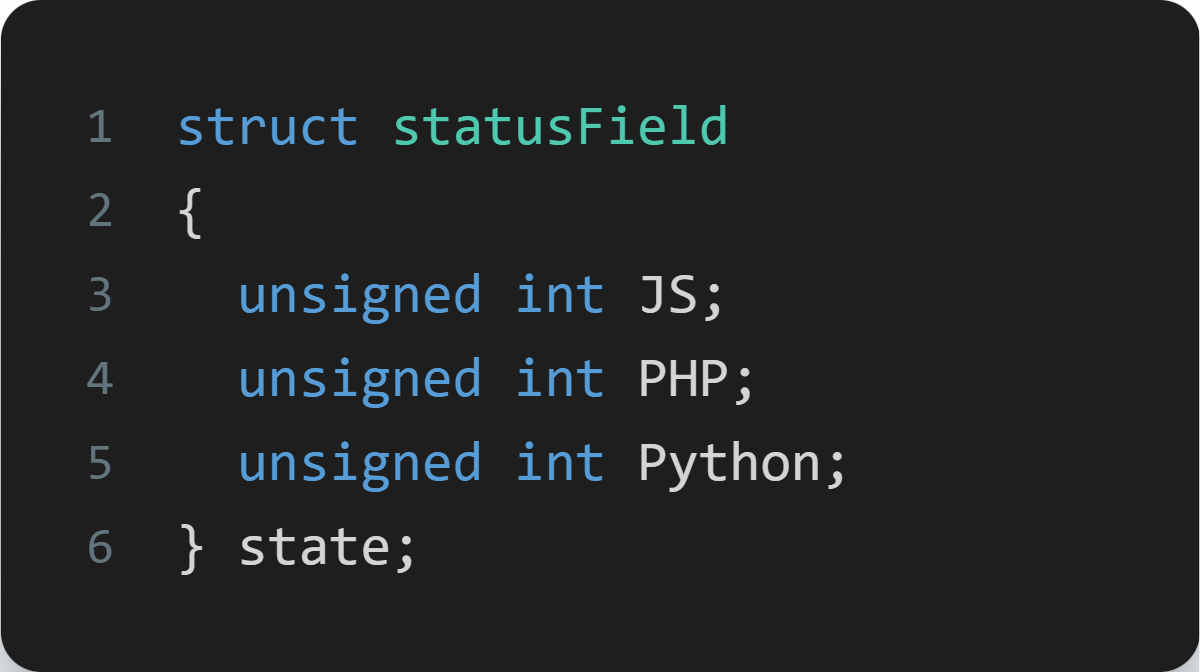 1 struct statusField
2 {
3   unsigned int JS;
4   unsigned int PHP;
5   unsigned int Python;
6 } state;